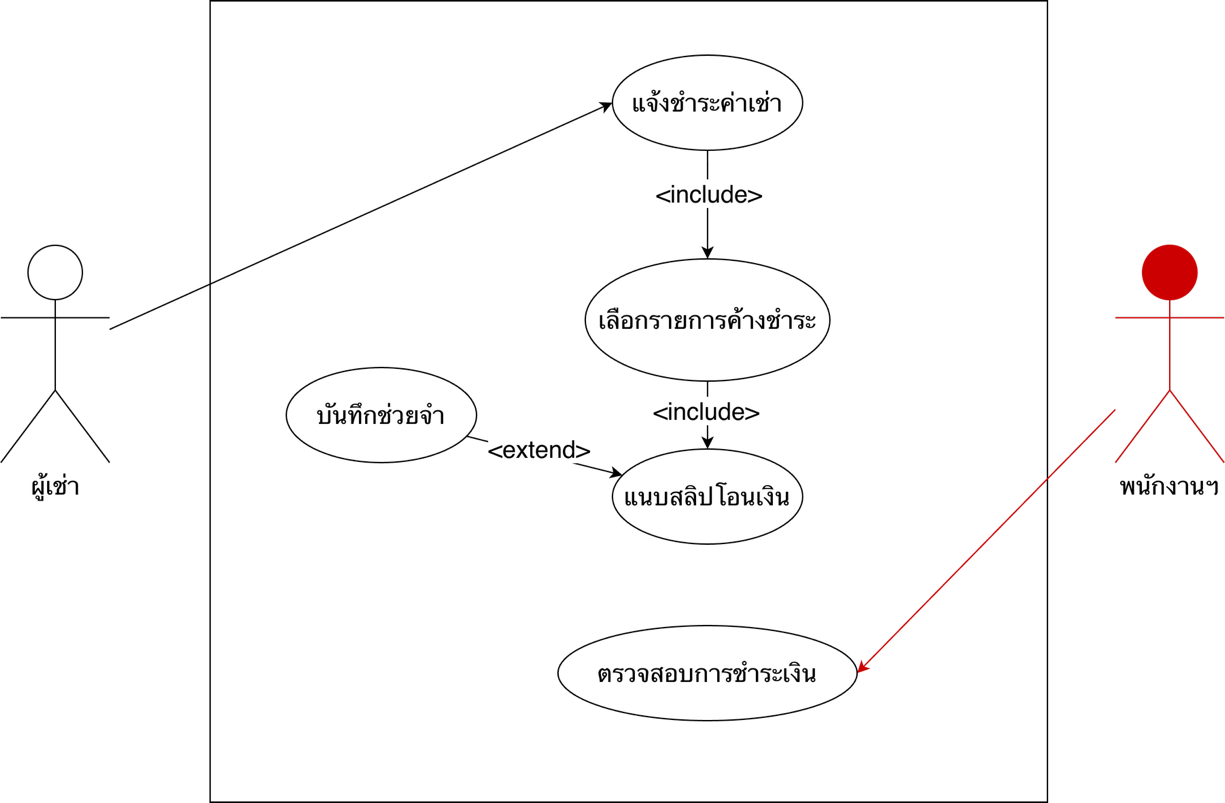 แจ้งชำระค่าเช่า
<include>
เลือกรายการค้างชำระ
<include>
บันทึกช่วยจำ
<extend>
ผู้เช่า
แนบสลิปโอนเงิน
พนักงานฯ
ตรวจสอบการชำระเงิน